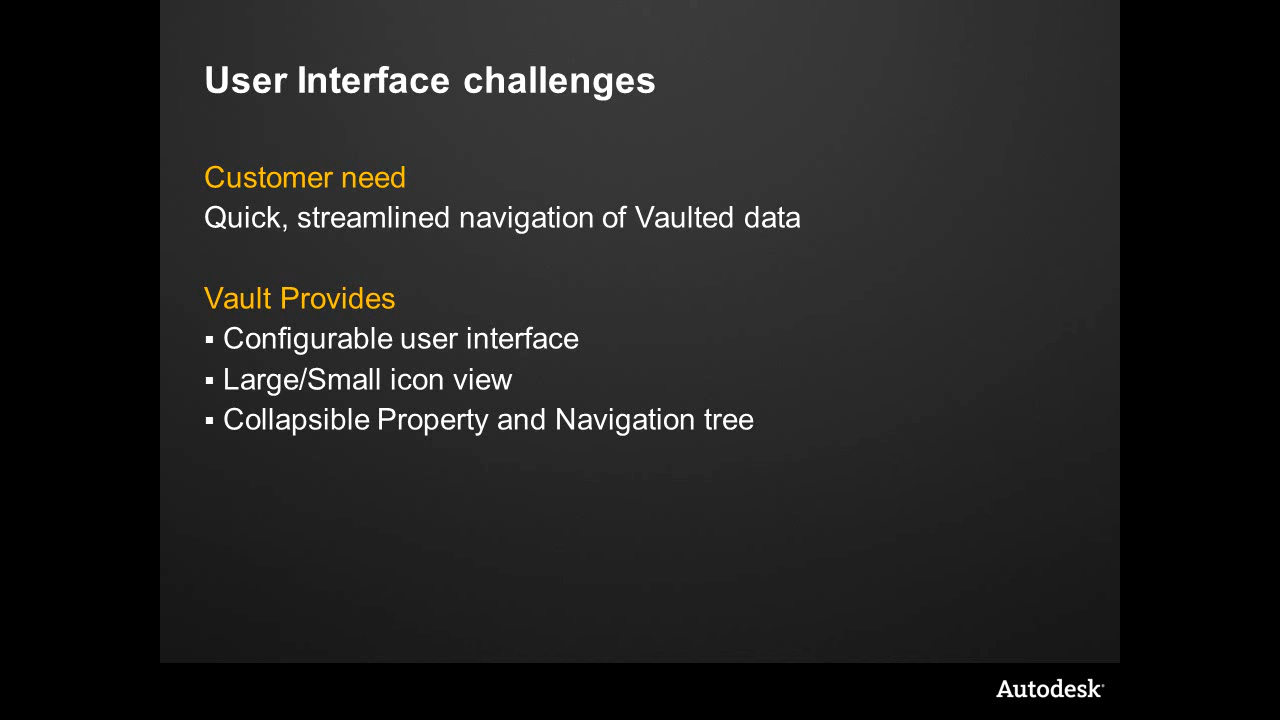 User Interface challenges
Customer need
Quick, streamlined navigation of Vaulted data
Vault Provides
▪ Configurable user interface
▪ Large/Small icon view
▪ Collapsible Property and Navigation tree
Autodesk